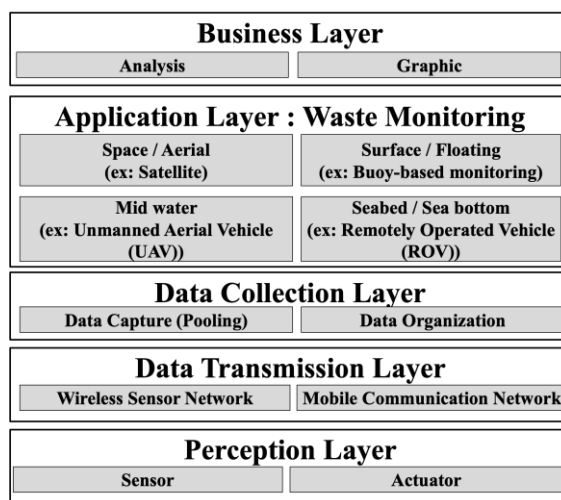 Business Layer
Analysis
Graphic
Application Layer : Waste Monitoring
Space / Aerial
(ex: Satellite)
Surface / Floating
(ex: Buoy-based monitoring)
Mid water
(ex: Unmanned Aerial Vehicle
(UAV))
Seabed / Sea bottom
(ex: Remotely Operated Vehicle
(ROV))
Data Collection Layer
Data Capture (Pooling)
Data Organization
Data Transmission Layer
Wireless Sensor Network
Mobile Communication Network
Perception Layer
Sensor
Actuator